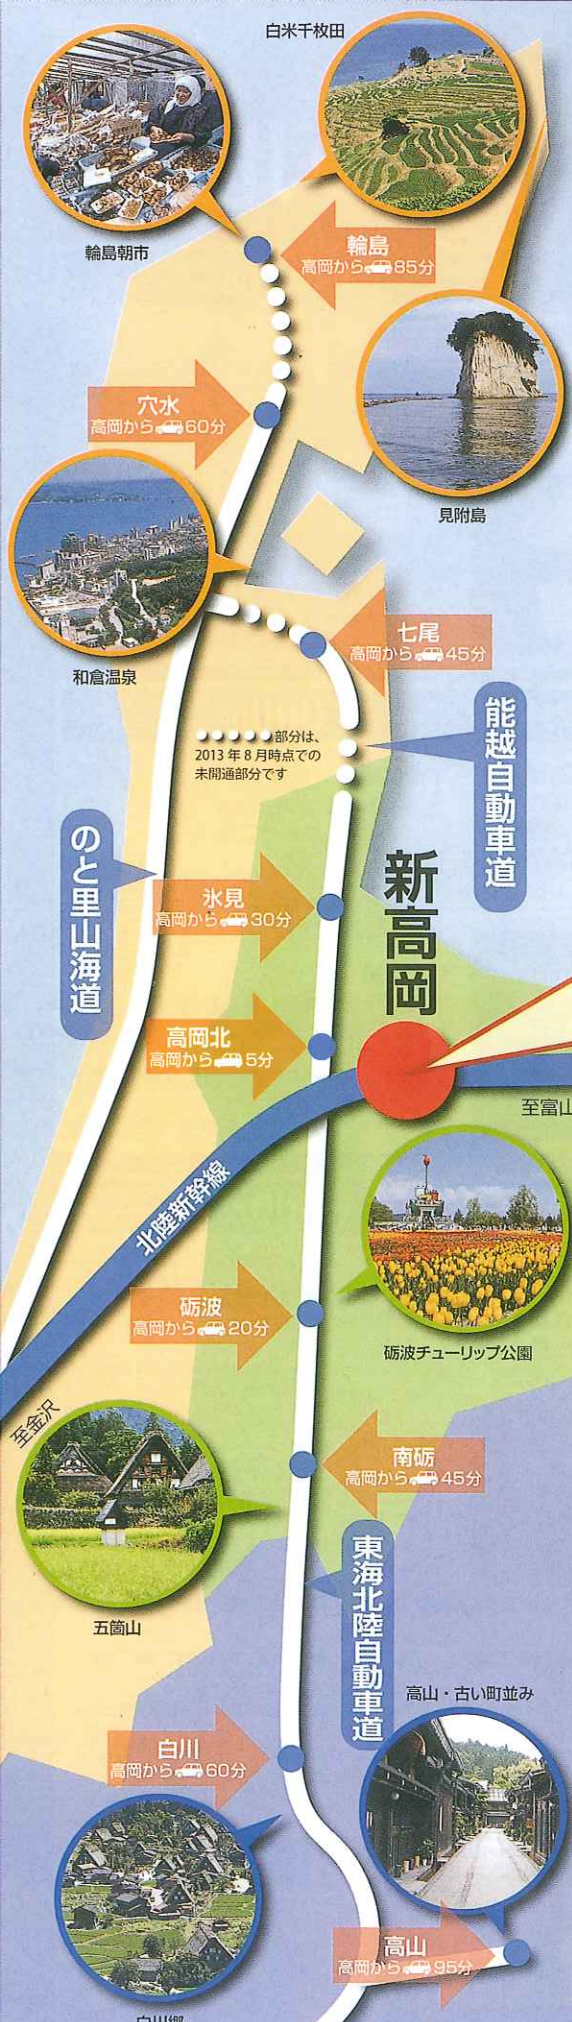 白米千枚田
輪島朝市
輪島
高岡から85分
穴水
高岡から60分
見附島
和倉温泉
七尾
高岡から45分
部分は、
2013年8月時点での
未開通部分です
能越自動車道
のと里山海道
氷見
高岡から30分
新高岡
高岡北
高岡から5分
至富山
北陸新幹線
砺波
高岡から20分
砺波チューリップ公園
至金沢
南砺
高岡から45分
五箇山
東海北陸自動車道
高山・古い町並み
白川
高岡から60分
高山
高岡から95分
白川郷